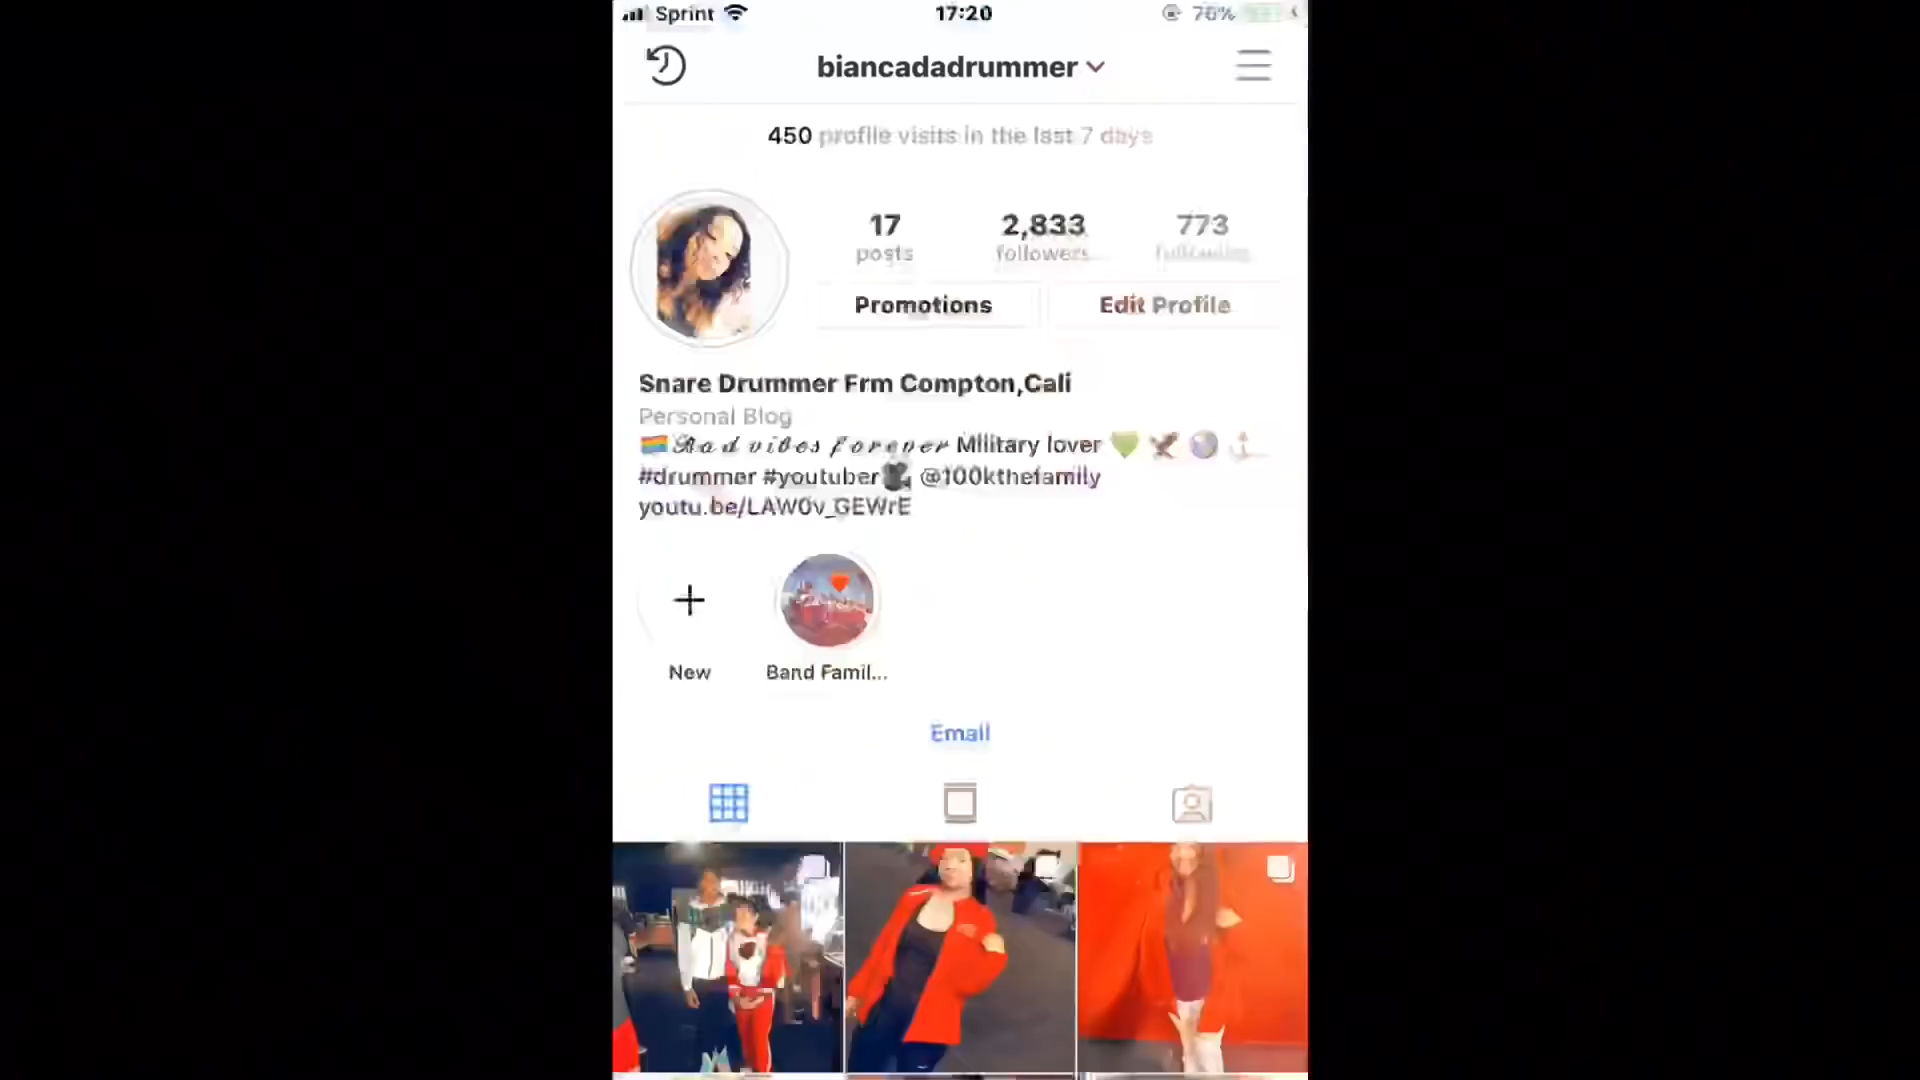 Sprint 17:20 76%
biancadadrummer
450 profile visits in the last 7 days
17 2,833 773
posts followers following
Promotions Edit Profile
Snare Drummer Frm Compton,Cali
Personal Blog
🏳️‍🌈 𝓑𝓪𝓭 𝓿𝓲𝓫𝓮𝓼 𝓯𝓸𝓻𝓮𝓿𝓮𝓻 Military lover
#drummer #youtuber @100kthefamily
youtu.be/LAW0v_GEWrE
New Band Famil...
Email